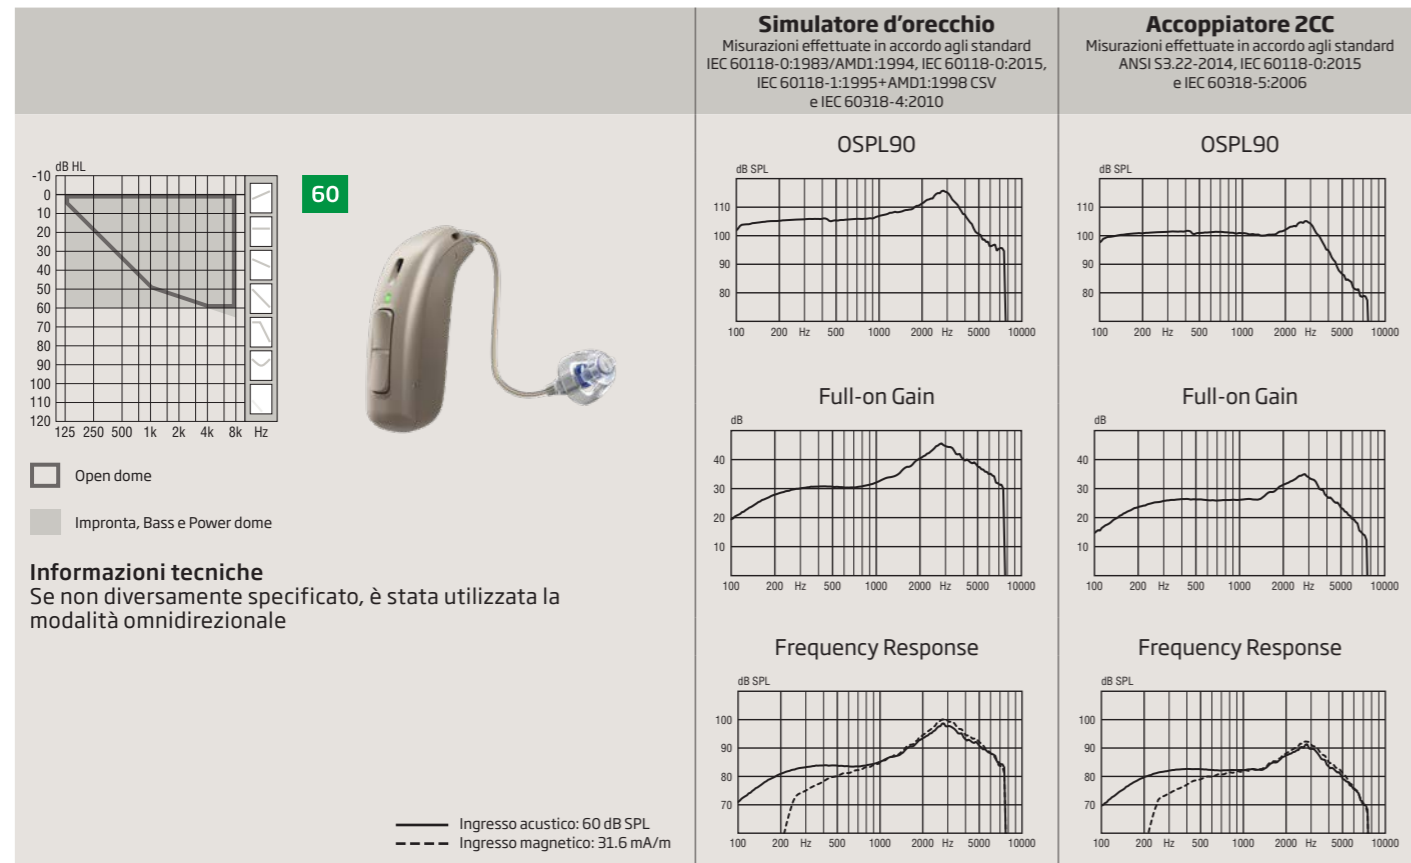 Simulatore d'orecchio
Misurazioni effettuate in accordo agli standard
IEC 60118-0:1983/AMD1:1994, IEC 60118-0:2015,
IEC 60118-1:1995+AMD1:1998 CSV
e IEC 60318-4:2010
Accoppiatore 2CC
Misurazioni effettuate in accordo agli standard
ANSI S3.22-2014, IEC 60118-0:2015
e IEC 60318-5:2006
dB HL
-10
0
10
20
30
40
50
60
70
80
90
100
110
120
125 250 500 1k 2k 4k 8k Hz
60
Open dome
Impronta, Bass e Power dome
Informazioni tecniche
Se non diversamente specificato, è stata utilizzata la
modalità omnidirezionale
Ingresso acustico: 60 dB SPL
Ingresso magnetico: 31.6 mA/m
OSPL90
dB SPL
110
100
90
80
100 200 Hz 500 1000 2000 Hz 5000 10000
Full-on Gain
dB
40
30
20
10
100 200 Hz 500 1000 2000 Hz 5000 10000
Frequency Response
dB SPL
100
90
80
70
100 200 Hz 500 1000 2000 Hz 5000 10000
OSPL90
dB SPL
110
100
90
80
100 200 Hz 500 1000 2000 Hz 5000 10000
Full-on Gain
dB
40
30
20
10
100 200 Hz 500 1000 2000 Hz 5000 10000
Frequency Response
dB SPL
100
90
80
70
100 200 Hz 500 1000 2000 Hz 5000 10000